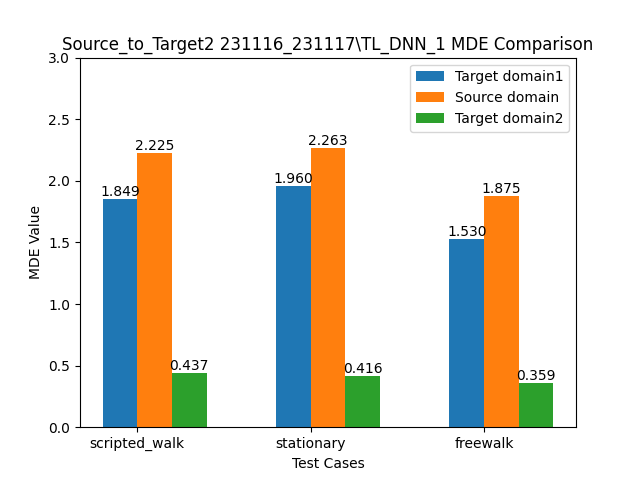 Source_to_Target2 231116_231117\TL_DNN_1 MDE Comparison
3.0
2.5
2.0
1.5
1.0
0.5
0.0
MDE Value
Target domain1
Source domain
Target domain2
1.849
2.225
0.437
1.960
2.263
0.416
1.530
1.875
0.359
scripted_walk
stationary
freewalk
Test Cases